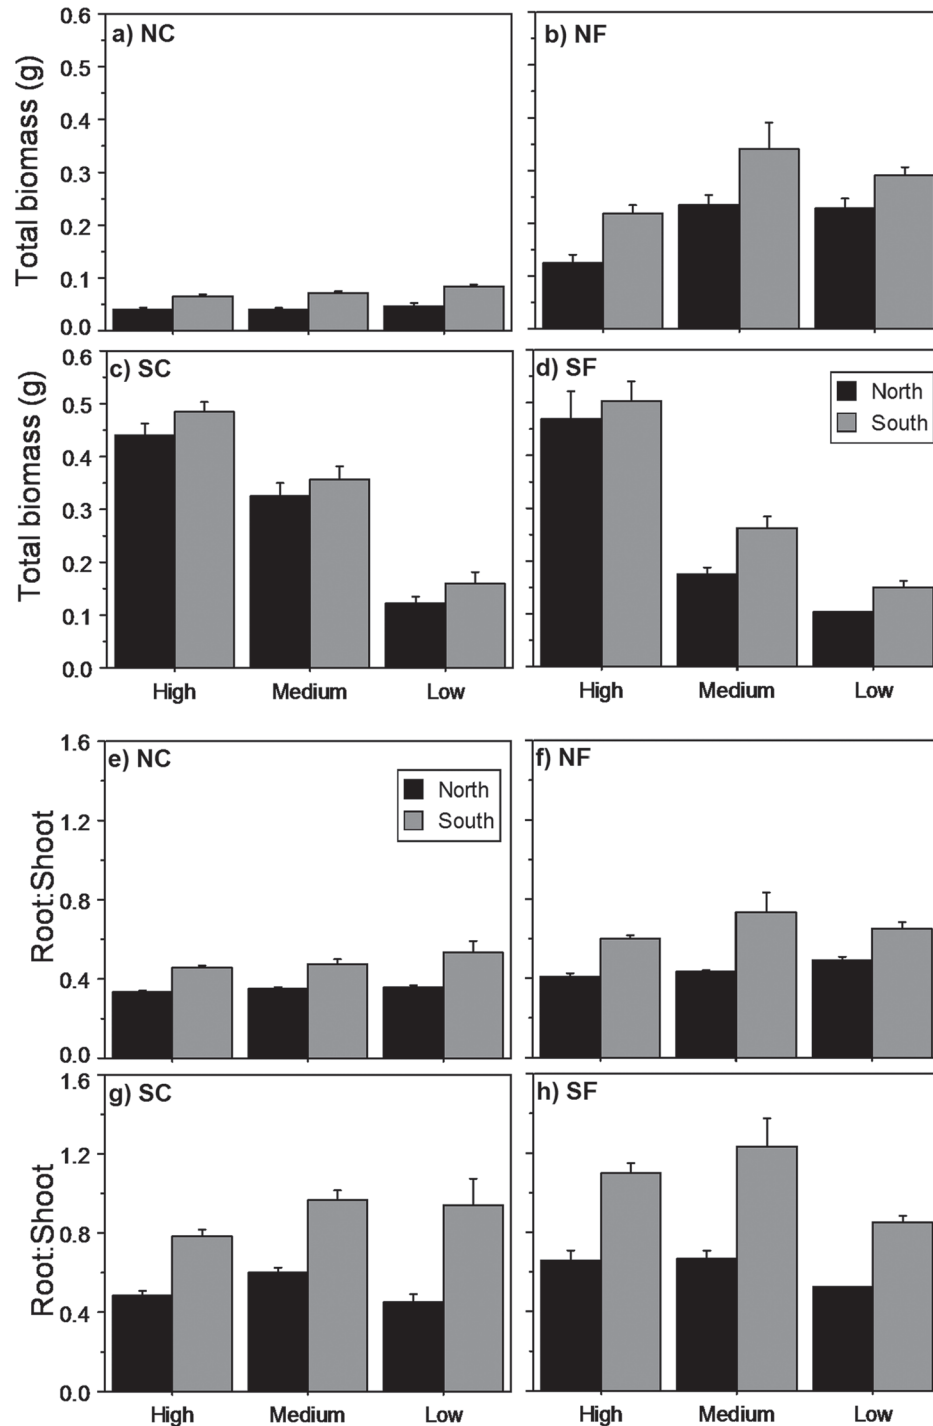 a) NC
b) NF
Total biomass (g)
0.6
0.5
0.4
0.3
0.2
0.1
0.0
c) SC
d) SF
North
South
Total biomass (g)
0.6
0.5
0.4
0.3
0.2
0.1
0.0
High Medium Low
High Medium Low
e) NC
f) NF
North
South
Root:Shoot
1.6
1.2
0.8
0.4
0.0
g) SC
h) SF
Root:Shoot
1.6
1.2
0.8
0.4
0.0
High Medium Low
High Medium Low